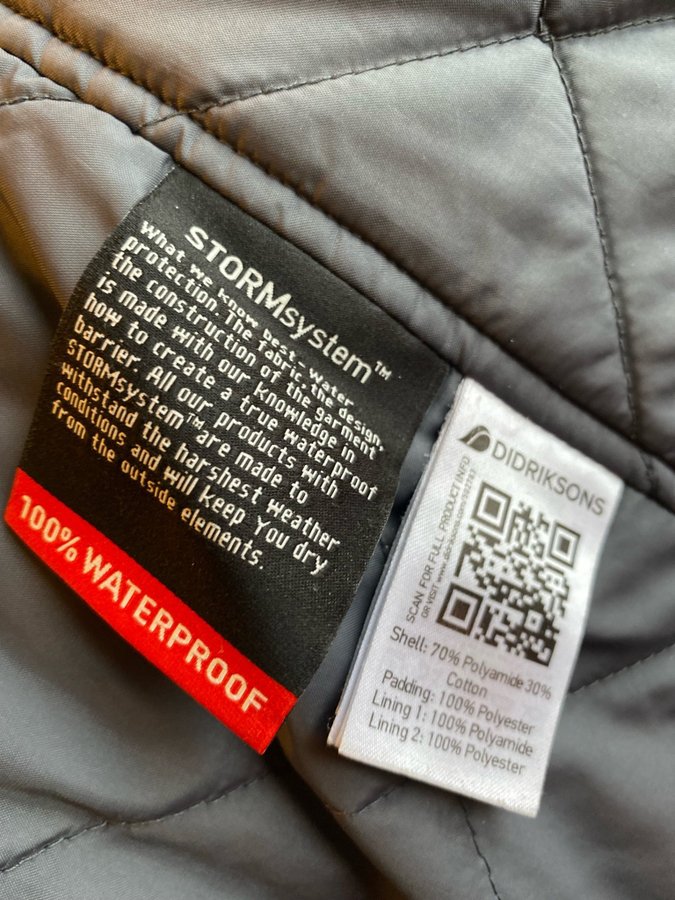 STORMsystem™
What we know best. Water
protection. The fabric, the design,
the construction of the garment
is made with our knowledge in
how to create a true waterproof
barrier. All our products with
STORMsystem™ are made to
withstand the harshest weather
conditions and will keep You dry
from the outside elements.
100% WATERPROOF
DIDRIKSONS
SCAN FOR FULL PRODUCT INFO
OR VISIT
Shell: 70% Polyamide 30%
Cotton
Padding: 100% Polyester
Lining 1: 100% Polyamide
Lining 2: 100% Polyester